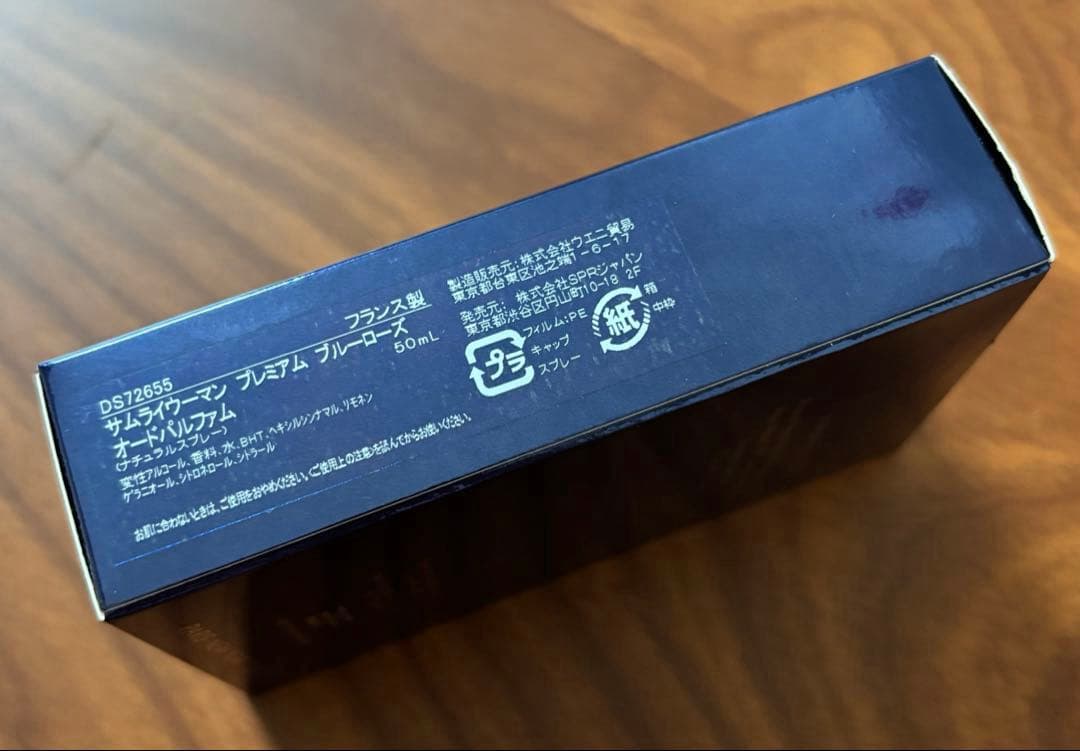 DS72655
フランス製
サムライウーマン プレミアム ブルーローズ
オードパルファム
50mL
(ナチュラルスプレー)
変性アルコール、香料、水、BHT、ヘキシルシンナマル、リモネン
ゲラニオール、シトロネロール、シトラール
お肌に合わないときは、ご使用をおやめください。<ご使用上の注意>を読んでからお使いください。
製造販売元:株式会社ウエニ貿易
東京都台東区池之端1-6-17
発売元: 株式会社SPRジャパン
東京都渋谷区円山町10-18 2F
プラ
フィルム:PE
キャップ
スプレー
紙
箱
中枠